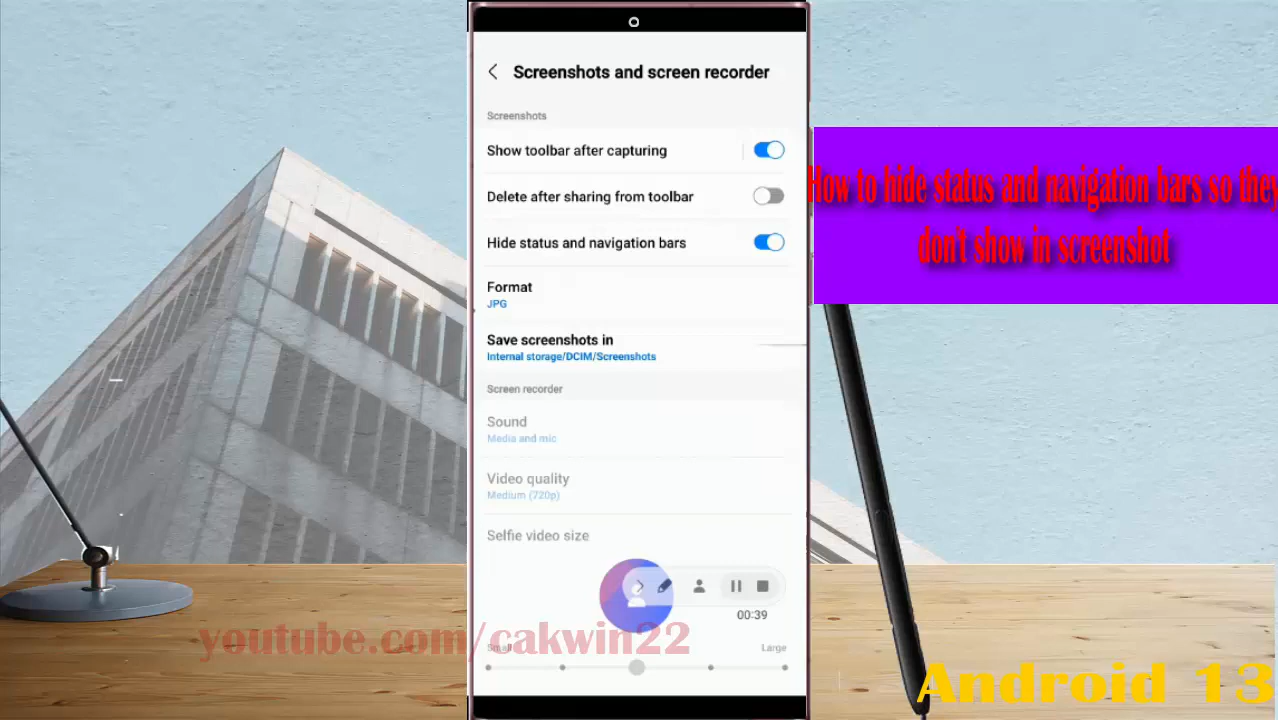 Screenshots and screen recorder
Screenshots
Show toolbar after capturing
Delete after sharing from toolbar
Hide status and navigation bars
Format
JPG
Save screenshots in
Internal storage/DCIM/Screenshots
Screen recorder
Sound
Media and mic
Video quality
Medium (720p)
Selfie video size
00:39
Small
Large
How to hide status and navigation bars so they
don't show in screenshot
youtube.com/cakwin22
Android 13